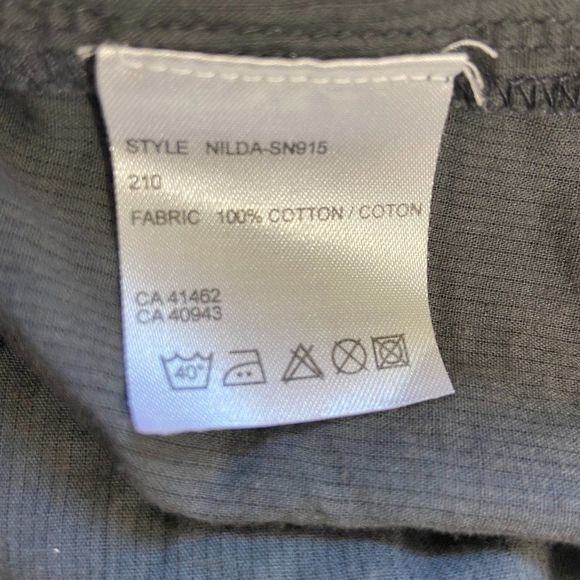 STYLE NILDA-SN915
210
FABRIC 100% COTTON / COTON
CA 41462
CA 40943
40°